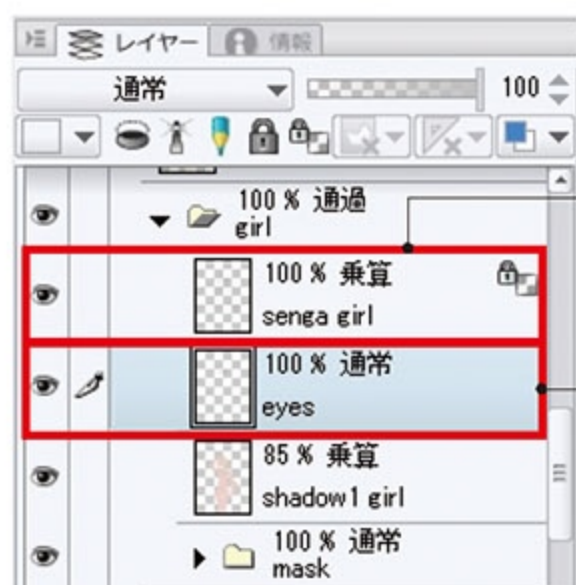 レイヤー 情報
通常 100
100 % 通過
girl
100 % 乗算
senga girl
100 % 通常
eyes
85 % 乗算
shadow1 girl
100 % 通常
mask